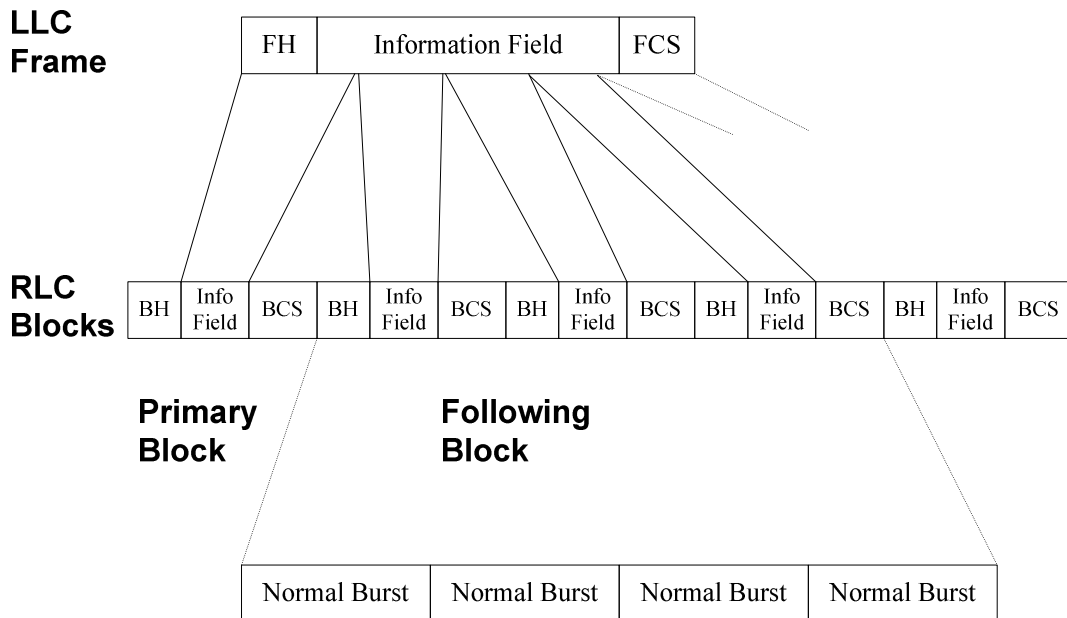 LLC
Frame
FH Information Field FCS
RLC
Blocks
BH Info
Field BCS BH Info
Field BCS BH Info
Field BCS BH Info
Field BCS BH Info
Field BCS
Primary
Block
Following
Block
Normal Burst Normal Burst Normal Burst Normal Burst